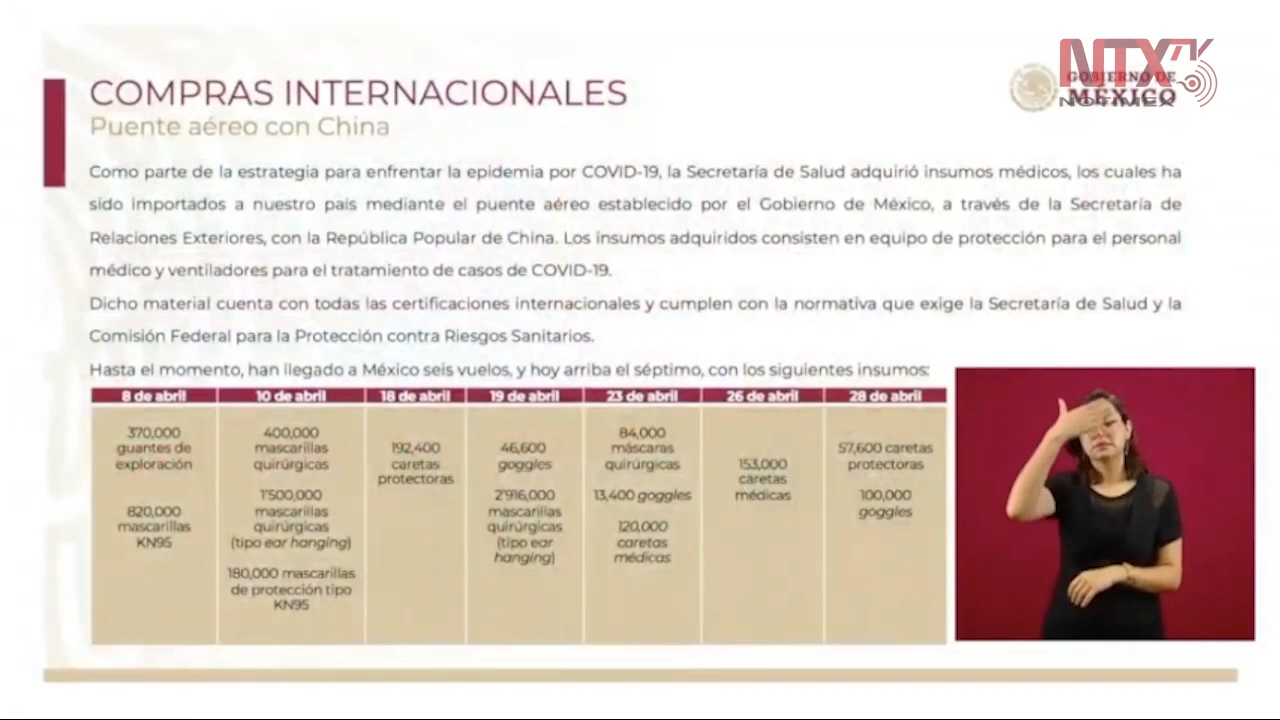 NTX
NOTIMEX
GOBIERNO DE
MÉXICO
COMPRAS INTERNACIONALES
Puente aéreo con China
Como parte de la estrategia para enfrentar la epidemia por COVID-19, la Secretaría de Salud adquirió insumos médicos, los cuales ha
sido importados a nuestro país mediante el puente aéreo establecido por el Gobierno de México, a través de la Secretaría de
Relaciones Exteriores, con la República Popular de China. Los insumos adquiridos consisten en equipo de protección para el personal
médico y ventiladores para el tratamiento de casos de COVID-19.
Dicho material cuenta con todas las certificaciones internacionales y cumplen con la normativa que exige la Secretaría de Salud y la
Comisión Federal para la Protección contra Riesgos Sanitarios.
Hasta el momento, han llegado a México seis vuelos, y hoy arriba el séptimo, con los siguientes insumos:
8 de abril
370,000
guantes de
exploración
820,000
mascarillas
KN95
10 de abril
400,000
mascarillas
quirúrgicas
1'500,000
mascarillas
quirúrgicas
(tipo ear hanging)
180,000 mascarillas
de protección tipo
KN95
18 de abril
192,400
caretas
protectoras
19 de abril
46,600
goggles
2'916,000
mascarillas
quirúrgicas
(tipo ear
hanging)
23 de abril
84,000
máscaras
quirúrgicas
13,400 goggles
120,000
caretas
médicas
26 de abril
153,000
caretas
médicas
28 de abril
57,600 caretas
protectoras
100,000
goggles